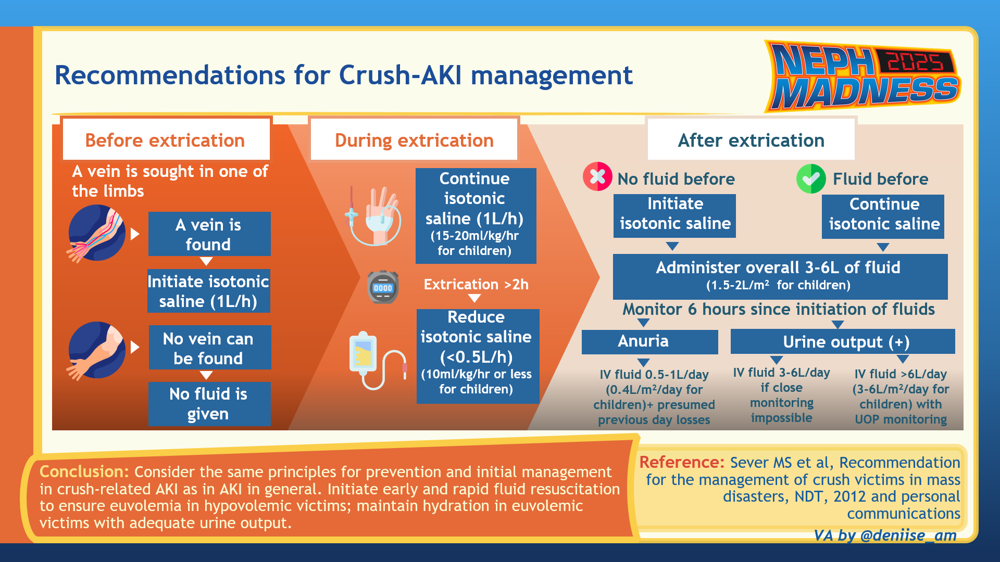 Recommendations for Crush-AKI management
NEPH 2025
MADNESS
Before extrication
A vein is sought in one of
the limbs
A vein is
found
Initiate isotonic
saline (1L/h)
No vein can
be found
No fluid is
given
During extrication
Continue
isotonic
saline (1L/h)
(15-20ml/kg/hr
for children)
0000
Extrication >2h
Reduce
isotonic saline
(<0.5L/h)
(10ml/kg/hr or less
for children)
After extrication
No fluid before
Initiate
isotonic saline
Fluid before
Continue
isotonic saline
Administer overall 3-6L of fluid
(1.5-2L/m² for children)
Monitor 6 hours since initiation of fluids
Anuria
IV fluid 0.5-1L/day
(0.4L/m²/day for
children)+ presumed
previous day losses
Urine output (+)
IV fluid 3-6L/day
if close
monitoring
impossible
IV fluid >6L/day
(3-6L/m²/day for
children) with
UOP monitoring
Conclusion: Consider the same principles for prevention and initial management
in crush-related AKI as in AKI in general. Initiate early and rapid fluid resuscitation
to ensure euvolemia in hypovolemic victims; maintain hydration in euvolemic
victims with adequate urine output.
Reference: Sever MS et al, Recommendation
for the management of crush victims in mass
disasters, NDT, 2012 and personal
communications
VA by @deniise_am